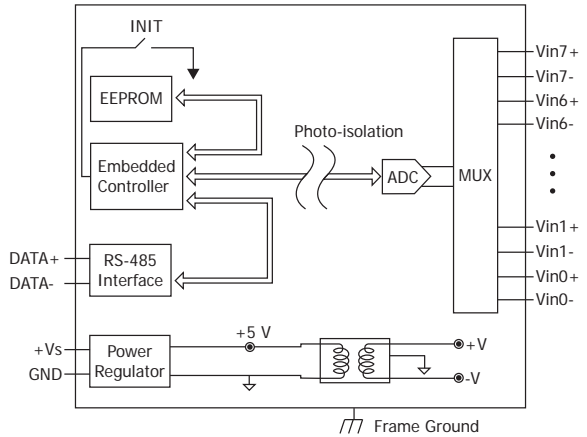 INIT
EEPROM
Embedded
Controller
RS-485
Interface
DATA+
DATA-
Photo-isolation
ADC
MUX
Vin7+
Vin7-
Vin6+
Vin6-
Vin1+
Vin1-
Vin0+
Vin0-
+Vs
GND
Power
Regulator
+5 V
+V
-V
Frame Ground